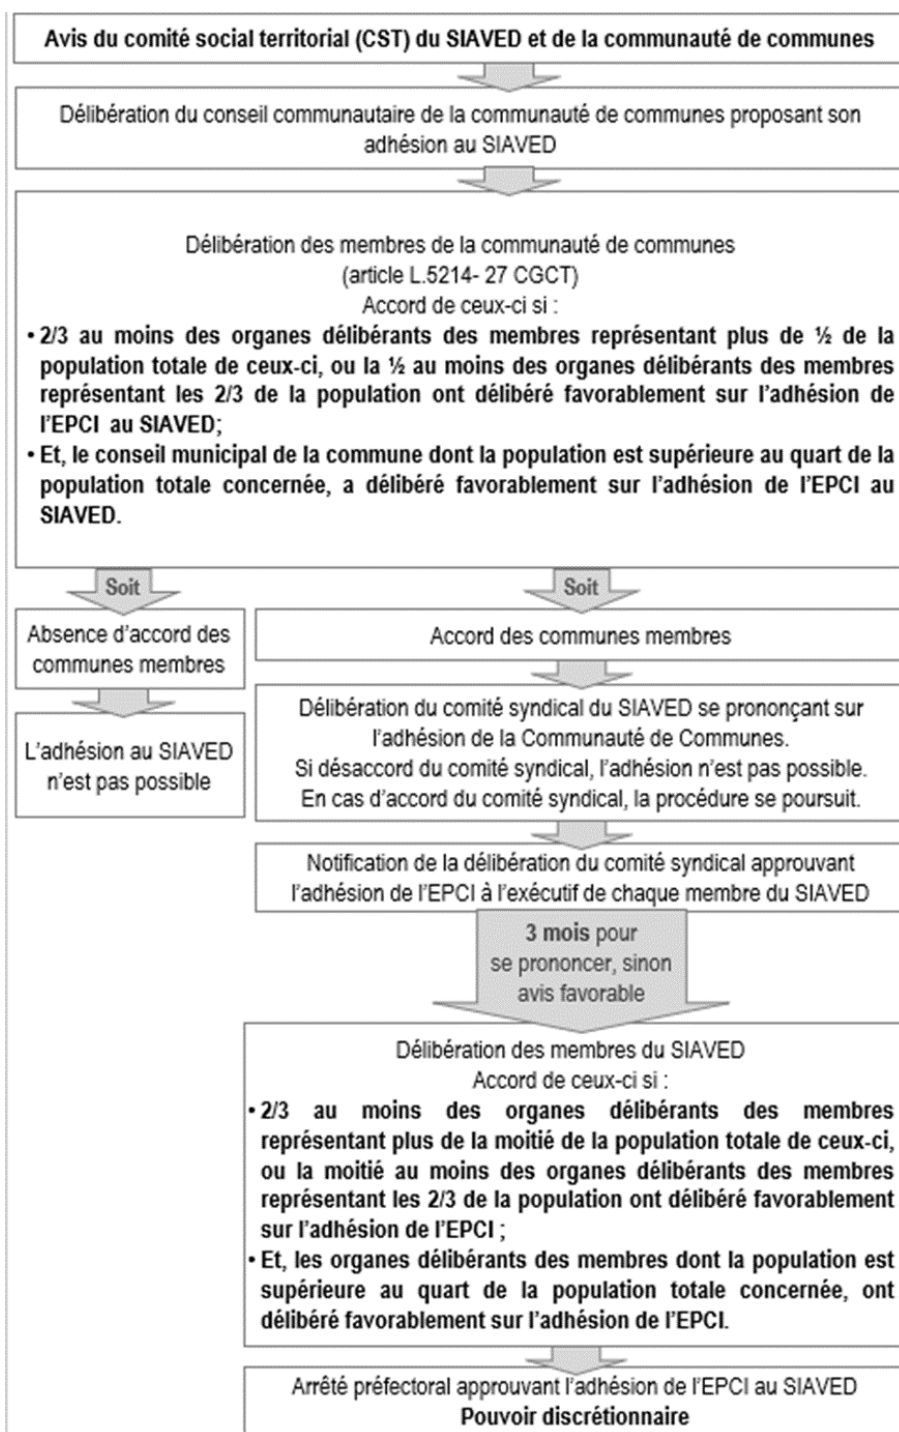 Avis du comité social territorial (CST) du SIAVED et de la communauté de communes
Délibération du conseil communautaire de la communauté de communes proposant son
adhésion au SIAVED
Délibération des membres de la communauté de communes
(article L.5214- 27 CGCT)
Accord de ceux-ci si :
• 2/3 au moins des organes délibérants des membres représentant plus de ½ de la
population totale de ceux-ci, ou la ½ au moins des organes délibérants des membres
représentant les 2/3 de la population ont délibéré favorablement sur l'adhésion de
l'EPCI au SIAVED;
• Et, le conseil municipal de la commune dont la population est supérieure au quart de la
population totale concernée, a délibéré favorablement sur l'adhésion de l'EPCI au
SIAVED.
Soit
Absence d'accord des
communes membres
L'adhésion au SIAVED
n'est pas possible
Soit
Accord des communes membres
Délibération du comité syndical du SIAVED se prononçant sur
l'adhésion de la Communauté de Communes.
Si désaccord du comité syndical, l'adhésion n'est pas possible.
En cas d'accord du comité syndical, la procédure se poursuit.
Notification de la délibération du comité syndical approuvant
l'adhésion de l'EPCI à l'exécutif de chaque membre du SIAVED
3 mois pour
se prononcer, sinon
avis favorable
Délibération des membres du SIAVED
Accord de ceux-ci si :
• 2/3 au moins des organes délibérants des membres
représentant plus de la moitié de la population totale de ceux-ci,
ou la moitié au moins des organes délibérants des membres
représentant les 2/3 de la population ont délibéré favorablement
sur l'adhésion de l'EPCI ;
• Et, les organes délibérants des membres dont la population est
supérieure au quart de la population totale concernée, ont
délibéré favorablement sur l'adhésion de l'EPCI.
Arrêté préfectoral approuvant l'adhésion de l'EPCI au SIAVED
Pouvoir discrétionnaire